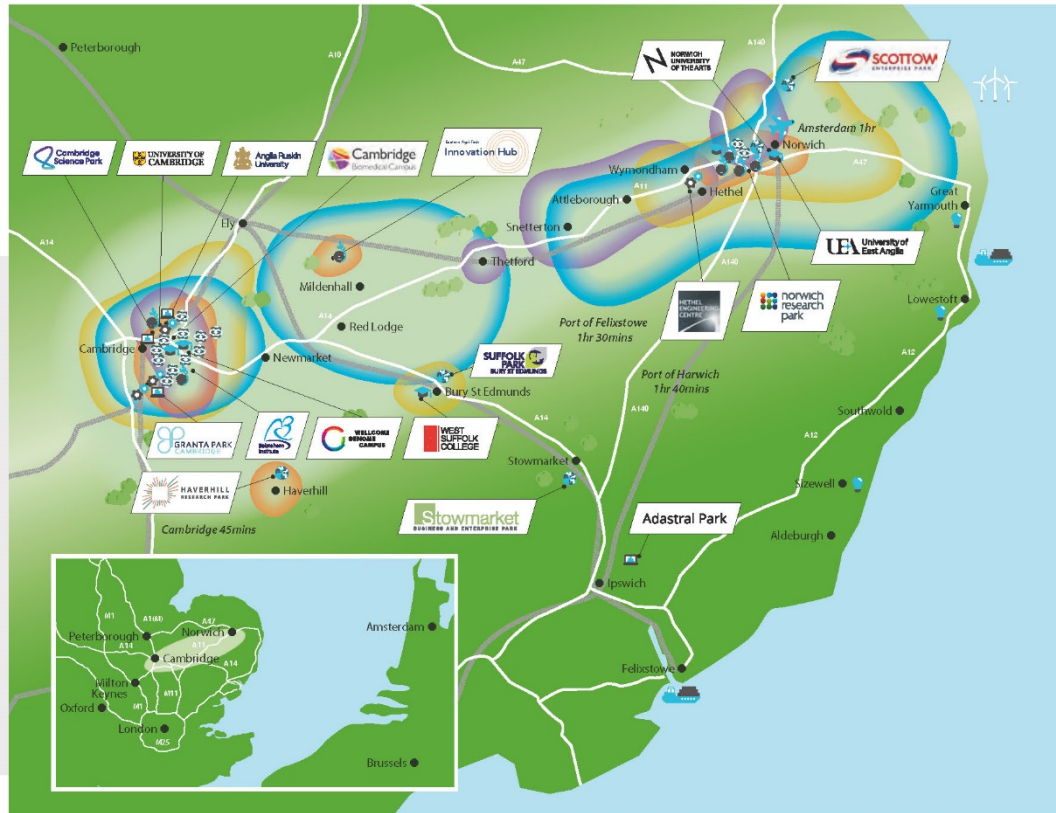 Peterborough
A10
A47
A140
NORWICH
UNIVERSITY
OF THE ARTS
SCOTTOW
ENTERPRISE PARK
Cambridge
Science Park
UNIVERSITY OF
CAMBRIDGE
Anglia Ruskin
University
Cambridge
Biomedical Campus
Innovation Hub
Amsterdam 1hr
Norwich
A47
Wymondham
Hethel
Attleborough
A11
Great
Yarmouth
Ely
Snetterton
A14
UEA University of
East Anglia
Thetford
A140
Mildenhall
HETHEL
ENGINEERING
CENTRE
norwich
research
park
Lowestoft
Port of Felixstowe
1hr 30mins
Red Lodge
A14
Cambridge
Newmarket
SUFFOLK
PARK
BURY ST EDMUNDS
Port of Harwich
1hr 40mins
A12
Bury St Edmunds
Southwold
A14
A140
GRANTA PARK
CAMBRIDGE
Babraham
Institute
WELLCOME
GENOME
CAMPUS
WEST
SUFFOLK
COLLEGE
A12
Stowmarket
Sizewell
HAVERHILL
RESEARCH PARK
Haverhill
Stowmarket
BUSINESS AND ENTERPRISE PARK
Cambridge 45mins
Adastral Park
Aldeburgh
Ipswich
Felixstowe
M1
A1(M)
A47
Peterborough
Norwich
Amsterdam
A14
A11
Cambridge
A14
Milton
Keynes
M11
Oxford
M1
London
M25
Brussels